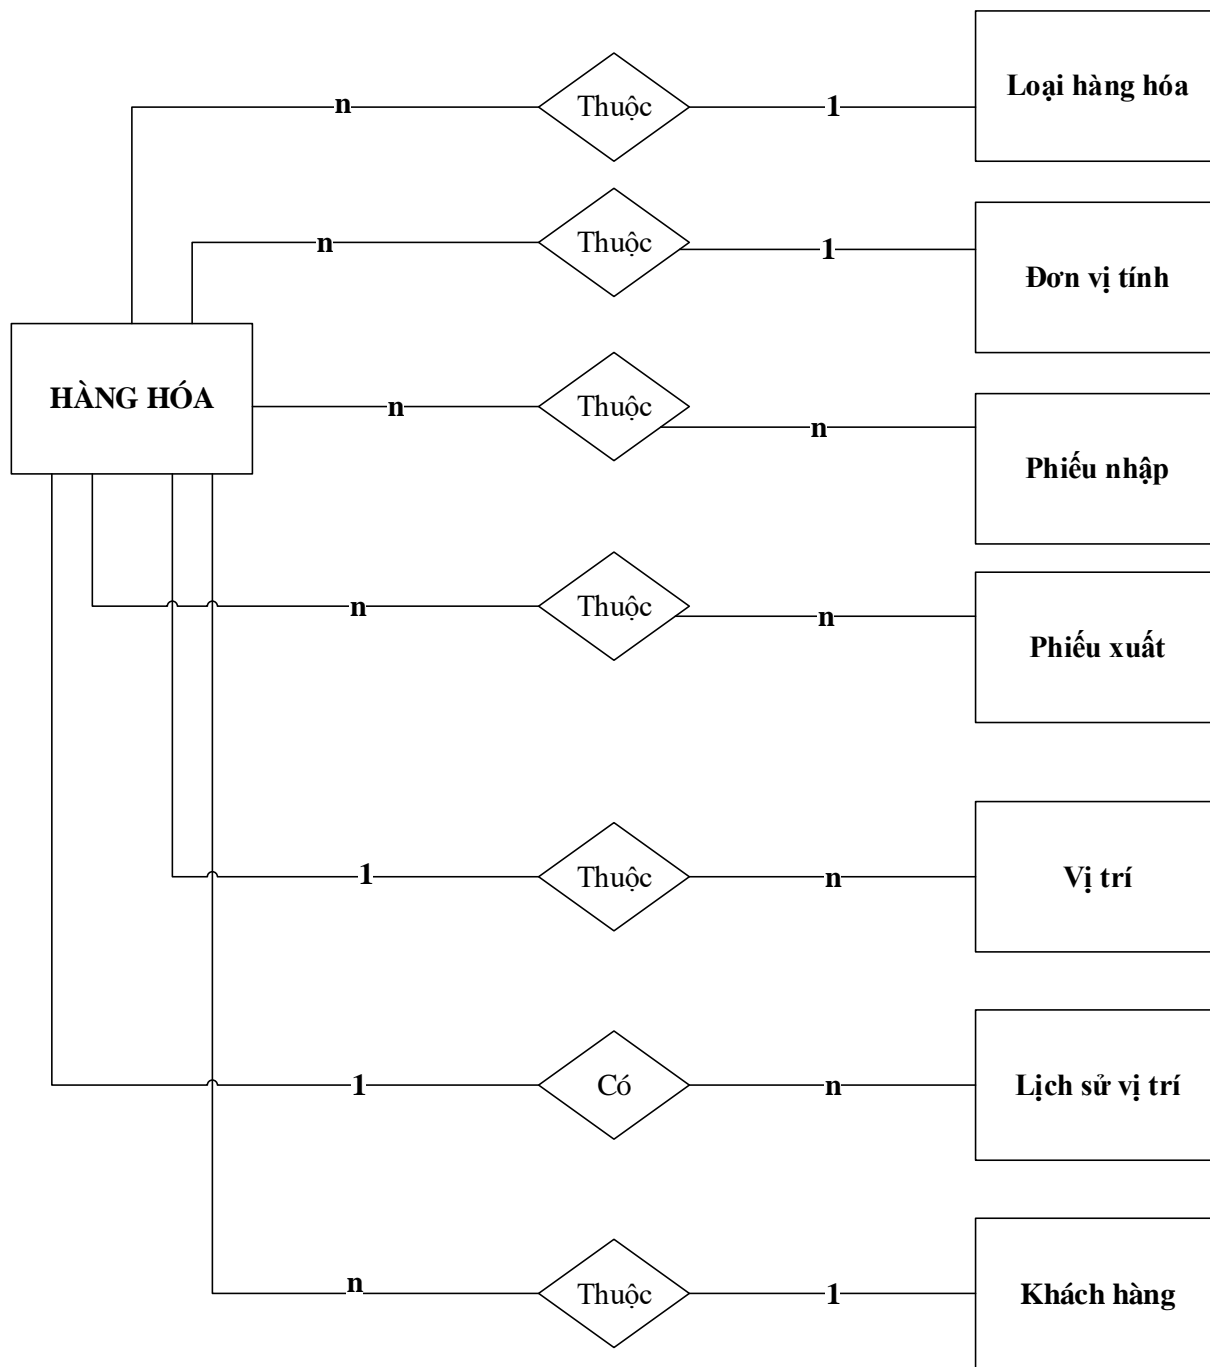 n
Thuộc
1
Loại hàng hóa
n
Thuộc
1
Đơn vị tính
HÀNG HÓA
n
Thuộc
n
Phiếu nhập
n
Thuộc
n
Phiếu xuất
1
Thuộc
n
Vị trí
1
Có
n
Lịch sử vị trí
n
Thuộc
1
Khách hàng